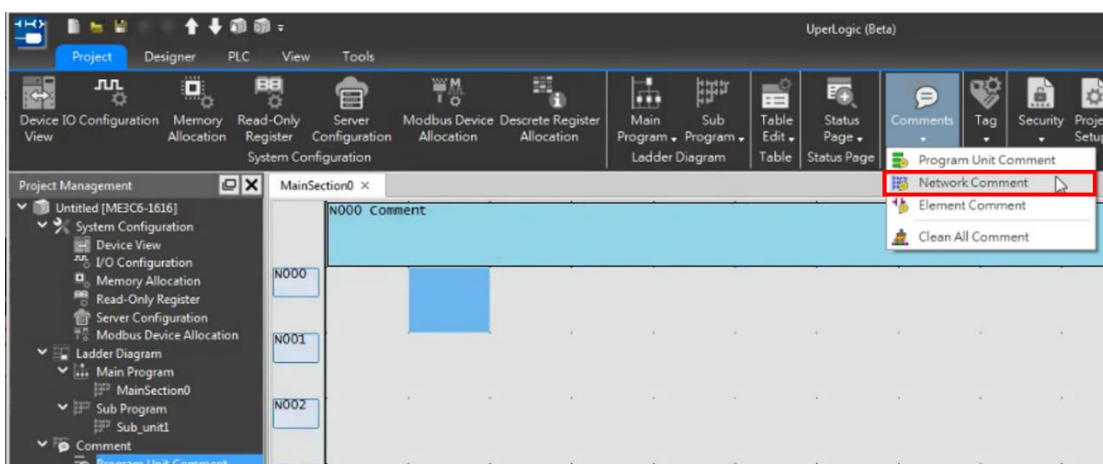 UperLogic (Beta)
Project Designer PLC View Tools
Device IO Configuration Memory Read-Only Server Modbus Device Descrete Register Main Sub Table Status Comments Tag Security Proje
View Allocation Register Configuration Allocation Allocation Program Program Edit Page Setu
System Configuration Ladder Diagram Table Status Page
Program Unit Comment
Network Comment
Element Comment
Clean All Comment
Project Management
MainSection0
Untitled [ME3C6-1616]
System Configuration
Device View
I/O Configuration
Memory Allocation
Read-Only Register
Server Configuration
Modbus Device Allocation
Ladder Diagram
Main Program
MainSection0
Sub Program
Sub_unit1
Comment
Program Unit Comment
N000 Comment
N000
N001
N002